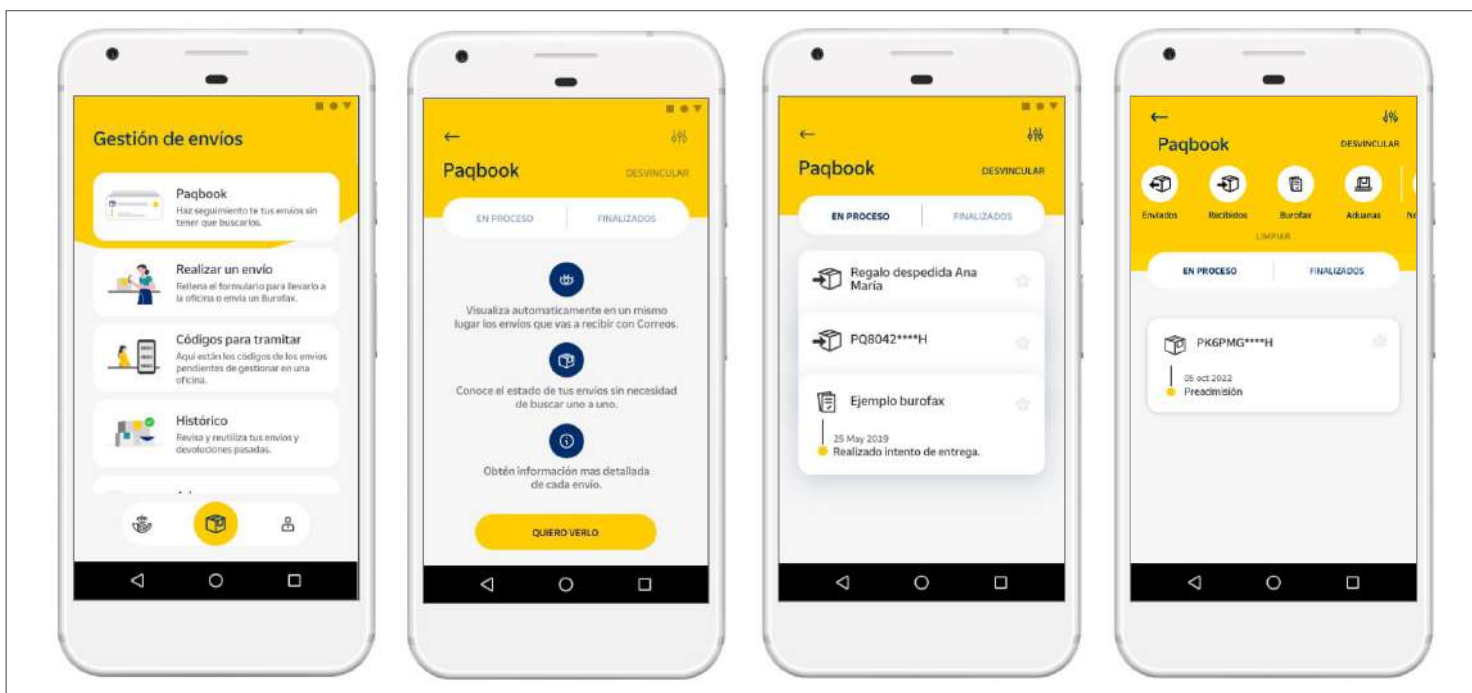 Gestión de envíos
Paqbook
Haz seguimiento te tus envíos sin
tener que buscarlos.
Realizar un envío
Rellena el formulario para llevarlo a
la oficina o envía un Burofax.
Códigos para tramitar
Aquí están los códigos de los envíos
pendientes de gestionar en una
oficina.
Histórico
Revisa y reutiliza tus envíos y
devoluciones pasadas.
Paqbook
DESVINCULAR
EN PROCESO
FINALIZADOS
Visualiza automaticamente en un mismo
lugar los envíos que vas a recibir con Correos.
Conoce el estado de tus envíos sin necesidad
de buscar uno a uno.
Obtén información mas detallada
de cada envío.
QUIERO VERLO
Paqbook
DESVINCULAR
EN PROCESO
FINALIZADOS
Regalo despedida Ana
María
PQ8042****H
Ejemplo burofax
25 May 2019
Realizado intento de entrega.
Paqbook
DESVINCULAR
Enviados
Recibidos
Burofax
Aduanas
LIMPIAR
EN PROCESO
FINALIZADOS
PK6PMG****H
05 oct 2022
Preadmisión